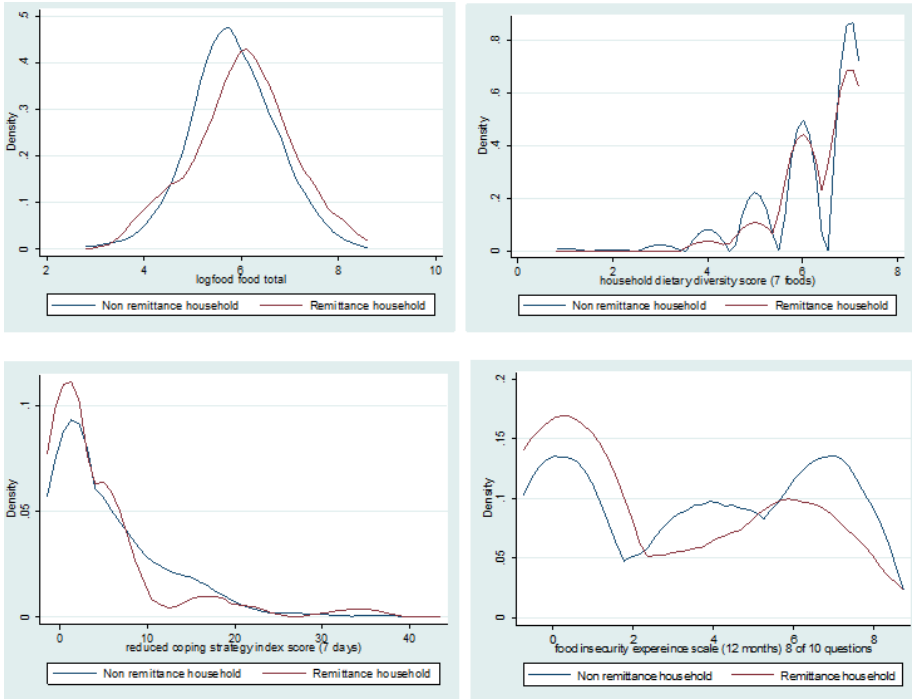 .5
.4
.3
.2
.1
0
Density
2 4 6 8 10
logfood food total
Non remittance household Remittance household
.8
.6
.4
.2
0
Density
0 2 4 6 8
household dietary diversity score (7 foods)
Non remittance household Remittance household
.1
.05
0
Density
0 10 20 30 40
reduced coping strategy index score (7 days)
Non remittance household Remittance household
.2
.15
.1
.05
0
Density
0 2 4 6 8
food insecurity expereince scale (12 months) 8 of 10 questions
Non remittance household Remittance household